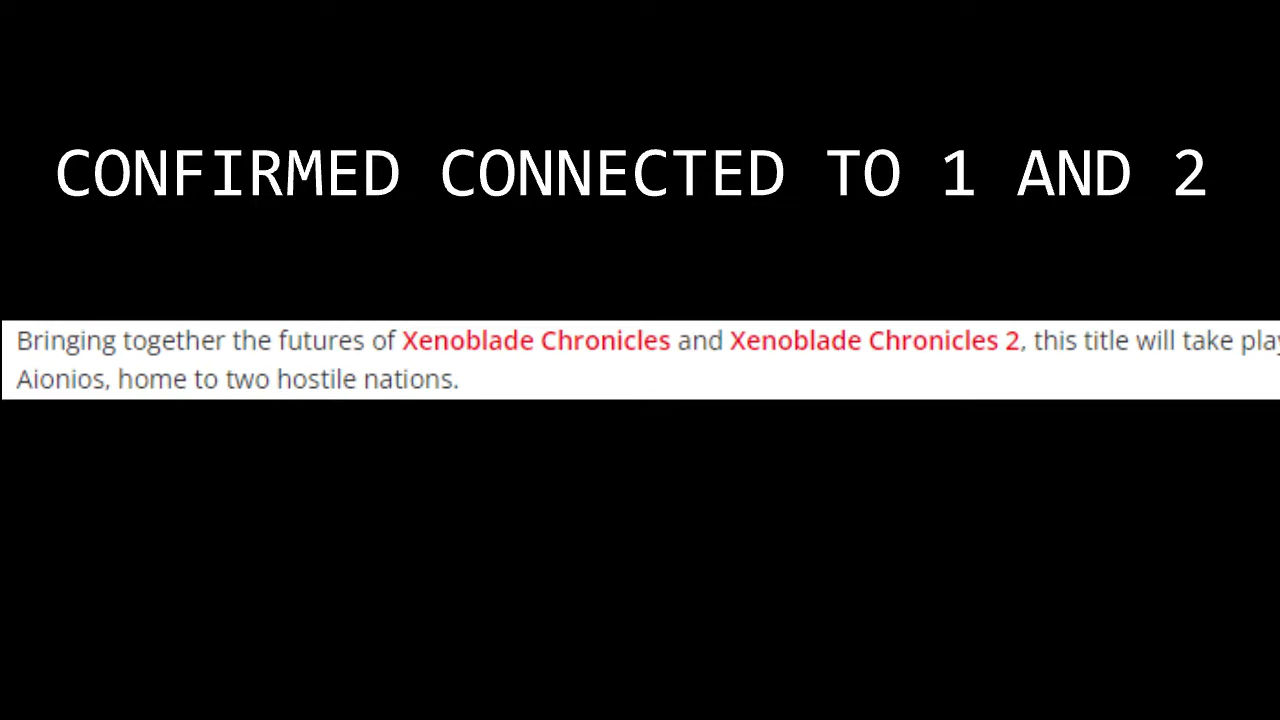 CONFIRMED CONNECTED TO 1 AND 2
Bringing together the futures of Xenoblade Chronicles and Xenoblade Chronicles 2, this title will take
Aionios, home to two hostile nations.